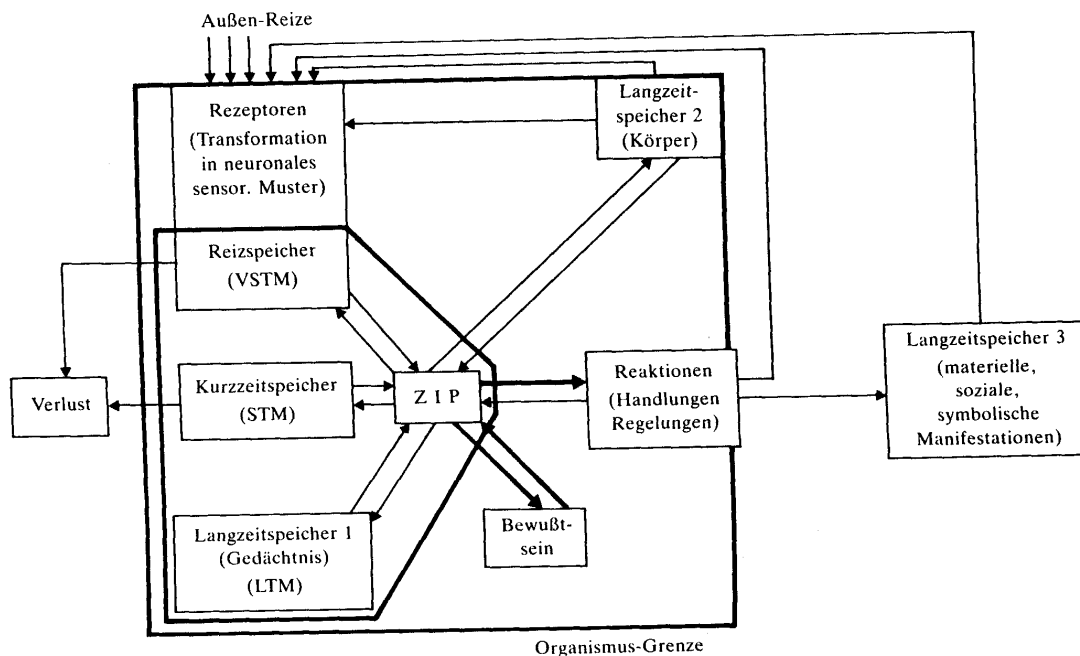 Außen-Reize
Rezeptoren
(Transformation
in neuronales
sensor. Muster)
Langzeit-
speicher 2
(Körper)
Reizspeicher
(VSTM)
Verlust
Kurzzeitspeicher
(STM)
Z I P
Reaktionen
(Handlungen
Regelungen)
Langzeitspeicher 3
(materielle,
soziale,
symbolische
Manifestationen)
Langzeitspeicher 1
(Gedächtnis)
(LTM)
Bewußt-
sein
Organismus-Grenze